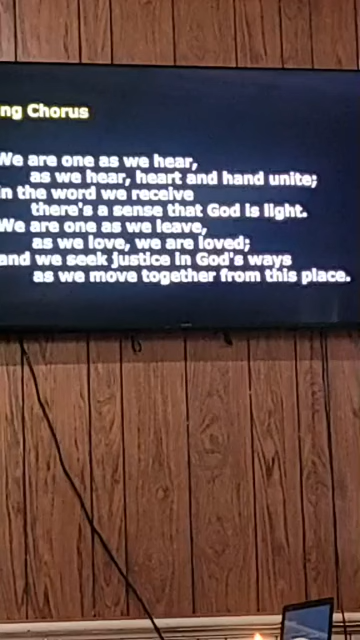 ng Chorus
We are one as we hear,
as we hear, heart and hand unite;
in the word we receive
there's a sense that God is light.
We are one as we leave,
as we love, we are loved;
and we seek justice in God's ways
as we move together from this place.